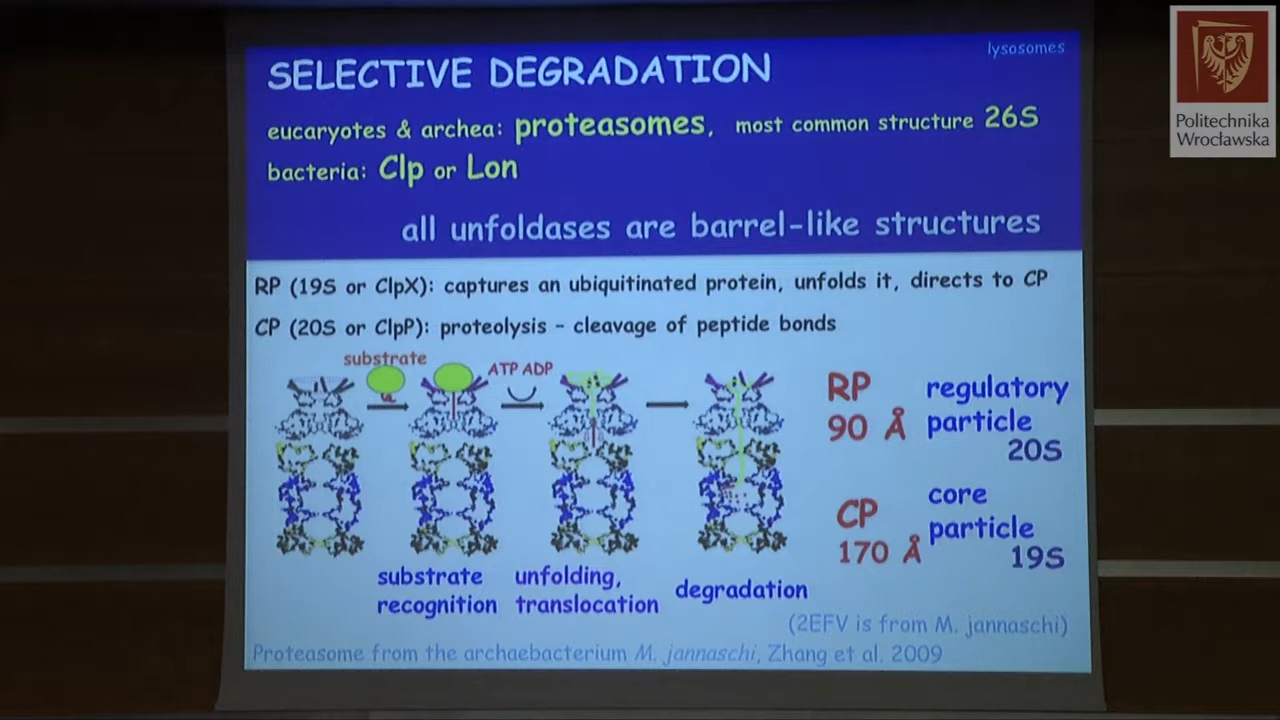 lysosomes
SELECTIVE DEGRADATION
eucaryotes & archea: proteasomes, most common structure 26S
bacteria: Clp or Lon
all unfoldases are barrel-like structures
RP (19S or ClpX): captures an ubiquitinated protein, unfolds it, directs to CP
CP (20S or ClpP): proteolysis - cleavage of peptide bonds
substrate
ATP ADP
RP
90 Å
regulatory
particle
20S
CP
170 Å
core
particle
19S
substrate
recognition
unfolding,
translocation
degradation
(2EFV is from M. jannaschi)
Proteasome from the archaebacterium M. jannaschi, Zhang et al. 2009
Politechnika
Wrocławska